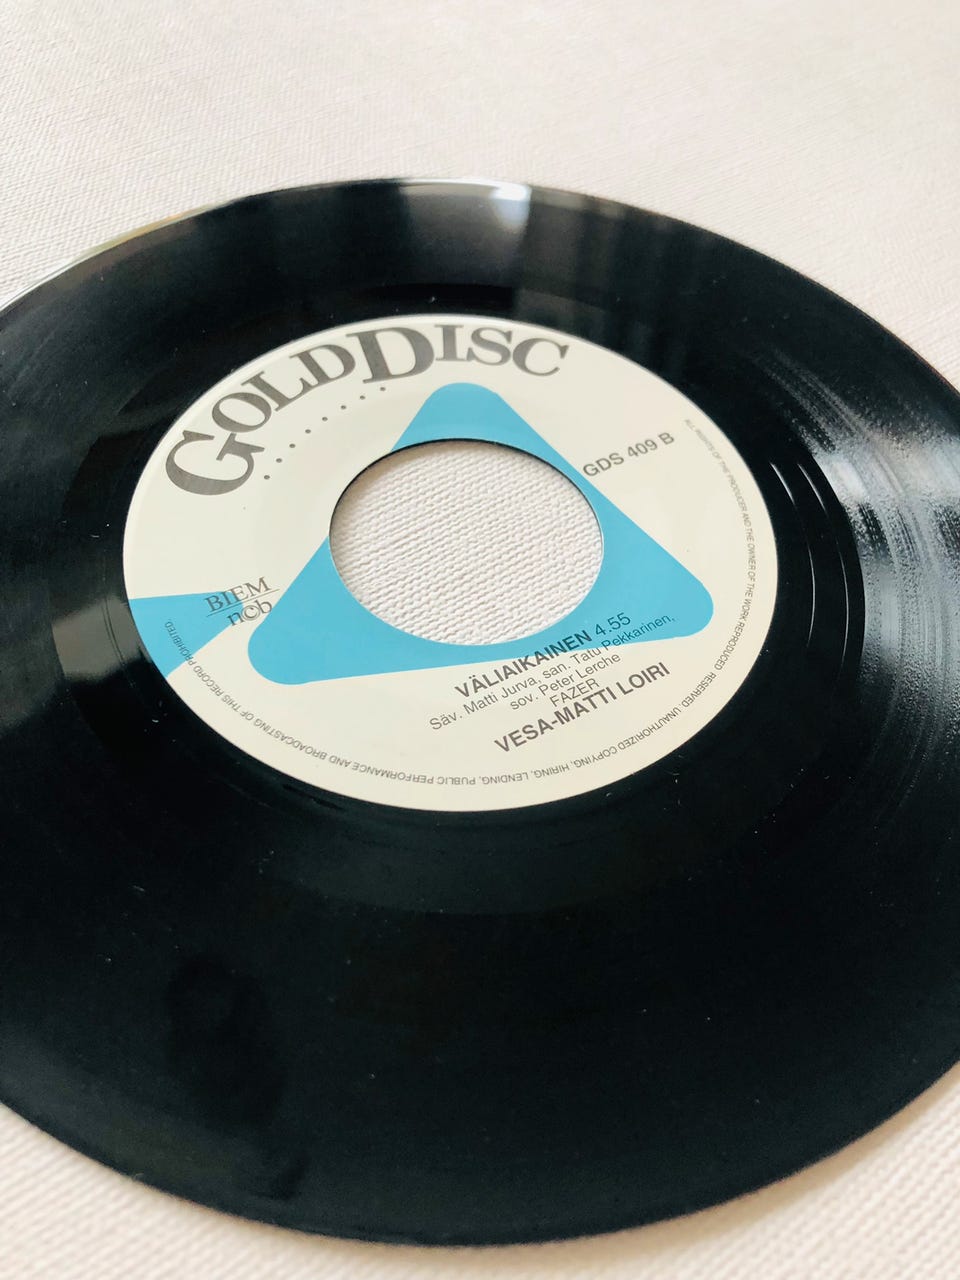 GOLDDISC
GDS 409 B
BIEM
n©b
VÄLIAIKAINEN 4.55
Säv. Matti Jurva, san. Tatu Pekkarinen,
sov. Peter Lerche
FAZER
VESA-MATTI LOIRI
ALL RIGHTS OF THE PRODUCER AND THE OWNER OF THE WORK REPRODUCED RESERVED. UNAUTHORIZED COPYING, HIRING, LENDING, PUBLIC PERFORMANCE AND BROADCASTING OF THIS RECORD PROHIBITED.